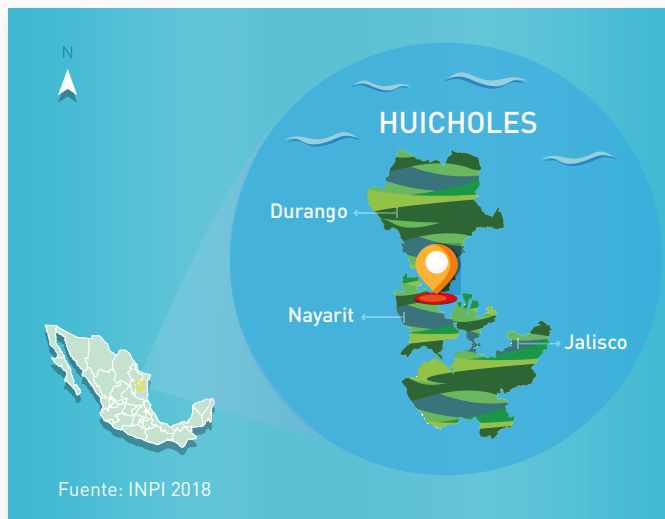 N
HUICHOLES
Durango
Nayarit
Jalisco
Fuente: INPI 2018